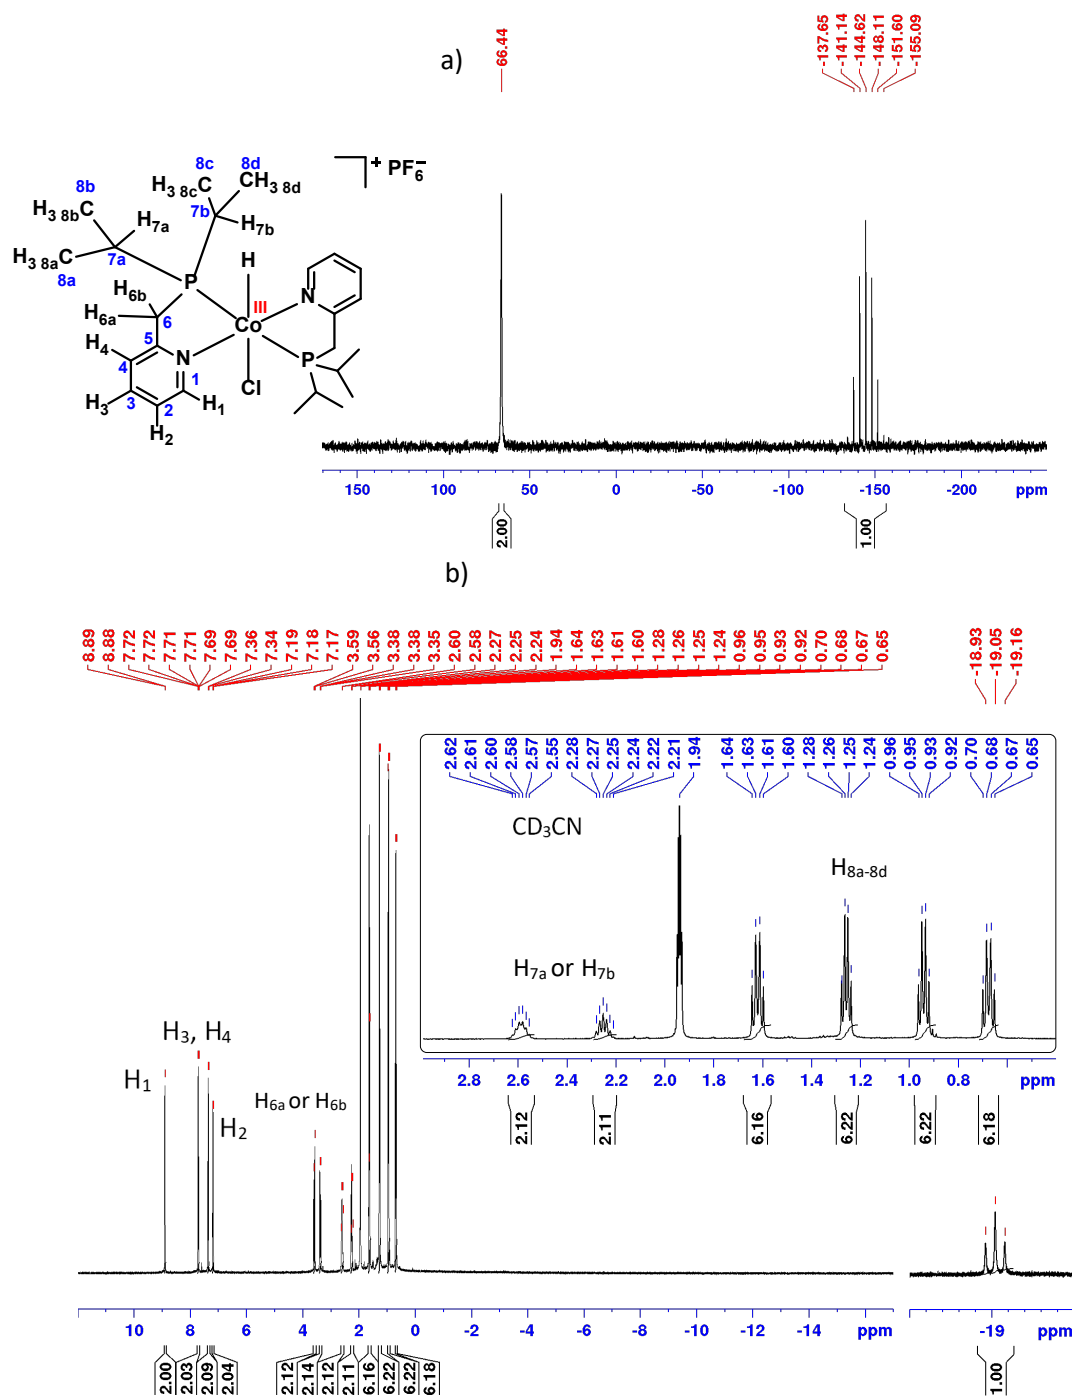 a)
66.44
-137.65
-141.14
-144.62
-148.11
-151.60
-155.09
] + PF6−
8c 8d
H3 8cC CH3 8d
8b
H3 8bC H7a 7b H7b
H3 8aC 7a
8a P H
H6b N
H6a 6 III
5 Co
H4 4 N P
3 1 Cl
H3 2 H1
H2
150 100 50 0 -50 -100 -150 -200 ppm
2.00 1.00
b)
8.89
8.88
7.72
7.72
7.71
7.71
7.69
7.69
7.36
7.34
7.19
7.18
7.17
3.59
3.56
3.38
3.38
3.35
2.60
2.58
2.27
2.25
2.24
1.94
1.64
1.63
1.61
1.60
1.28
1.26
1.25
1.24
0.96
0.95
0.93
0.92
0.70
0.68
0.67
0.65
-18.93
-19.05
-19.16
2.62
2.61
2.60
2.58
2.57
2.55
2.28
2.27
2.25
2.24
2.22
2.21
1.94
1.64
1.63
1.61
1.60
1.28
1.26
1.25
1.24
0.96
0.95
0.93
0.92
0.70
0.68
0.67
0.65
CD3CN
H8a-8d
H7a or H7b
2.8 2.6 2.4 2.2 2.0 1.8 1.6 1.4 1.2 1.0 0.8 ppm
2.12 2.11 6.16 6.22 6.22 6.18
H3, H4
H1
H6a or H6b
H2
10 8 6 4 2 0 -2 -4 -6 -8 -10 -12 -14 -16 ppm
-19 ppm
2.00 2.03 2.09 2.04 2.12 2.14 2.12 2.11 6.16 6.22 6.22 6.18 1.00